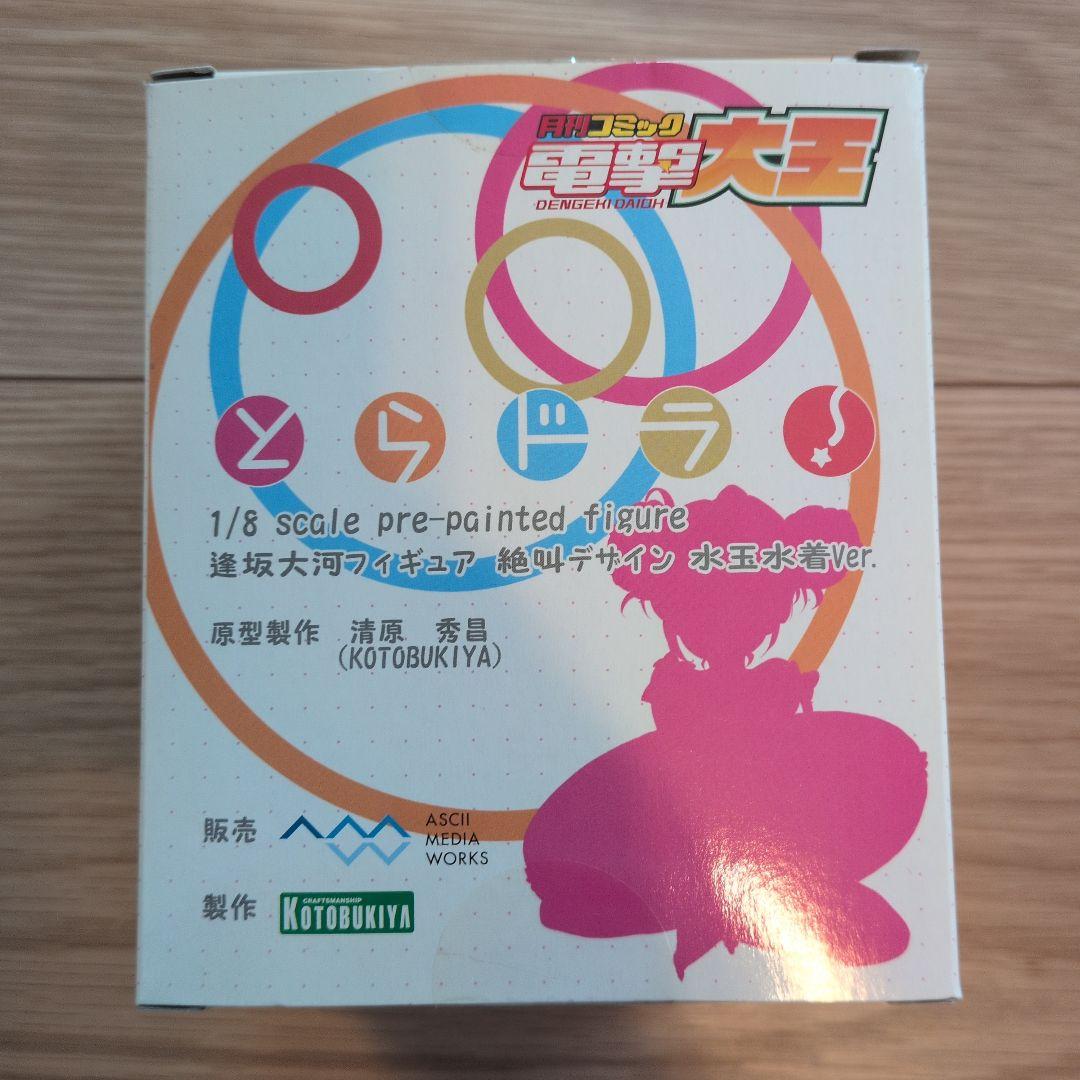 月刊コミック
電撃大王
DENGEKI DAIOH
とらドラ!
1/8 scale pre-painted figure
逢坂大河フィギュア 絶叫デザイン 水玉水着Ver.
原型製作 清原 秀昌
(KOTOBUKIYA)
販売 ASCII
MEDIA
WORKS
製作 CRAFTSMANSHIP
KOTOBUKIYA